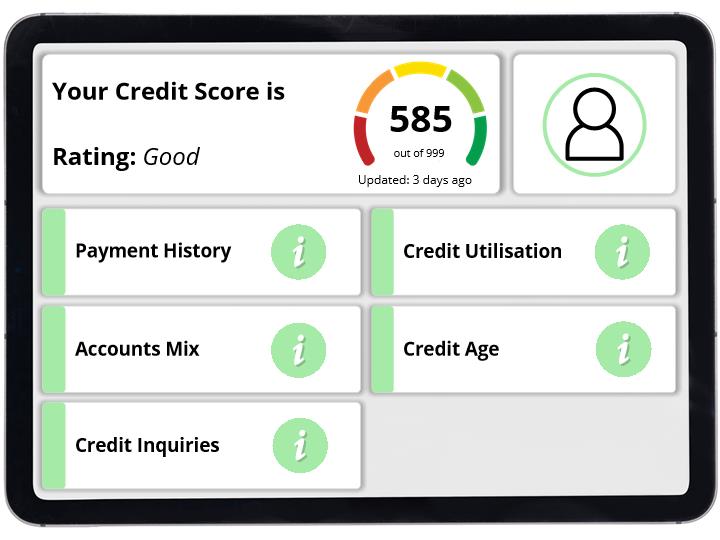 Your Credit Score is
Rating: Good
585
out of 999
Updated: 3 days ago
Payment History
i
Credit Utilisation
i
Accounts Mix
i
Credit Age
i
Credit Inquiries
i